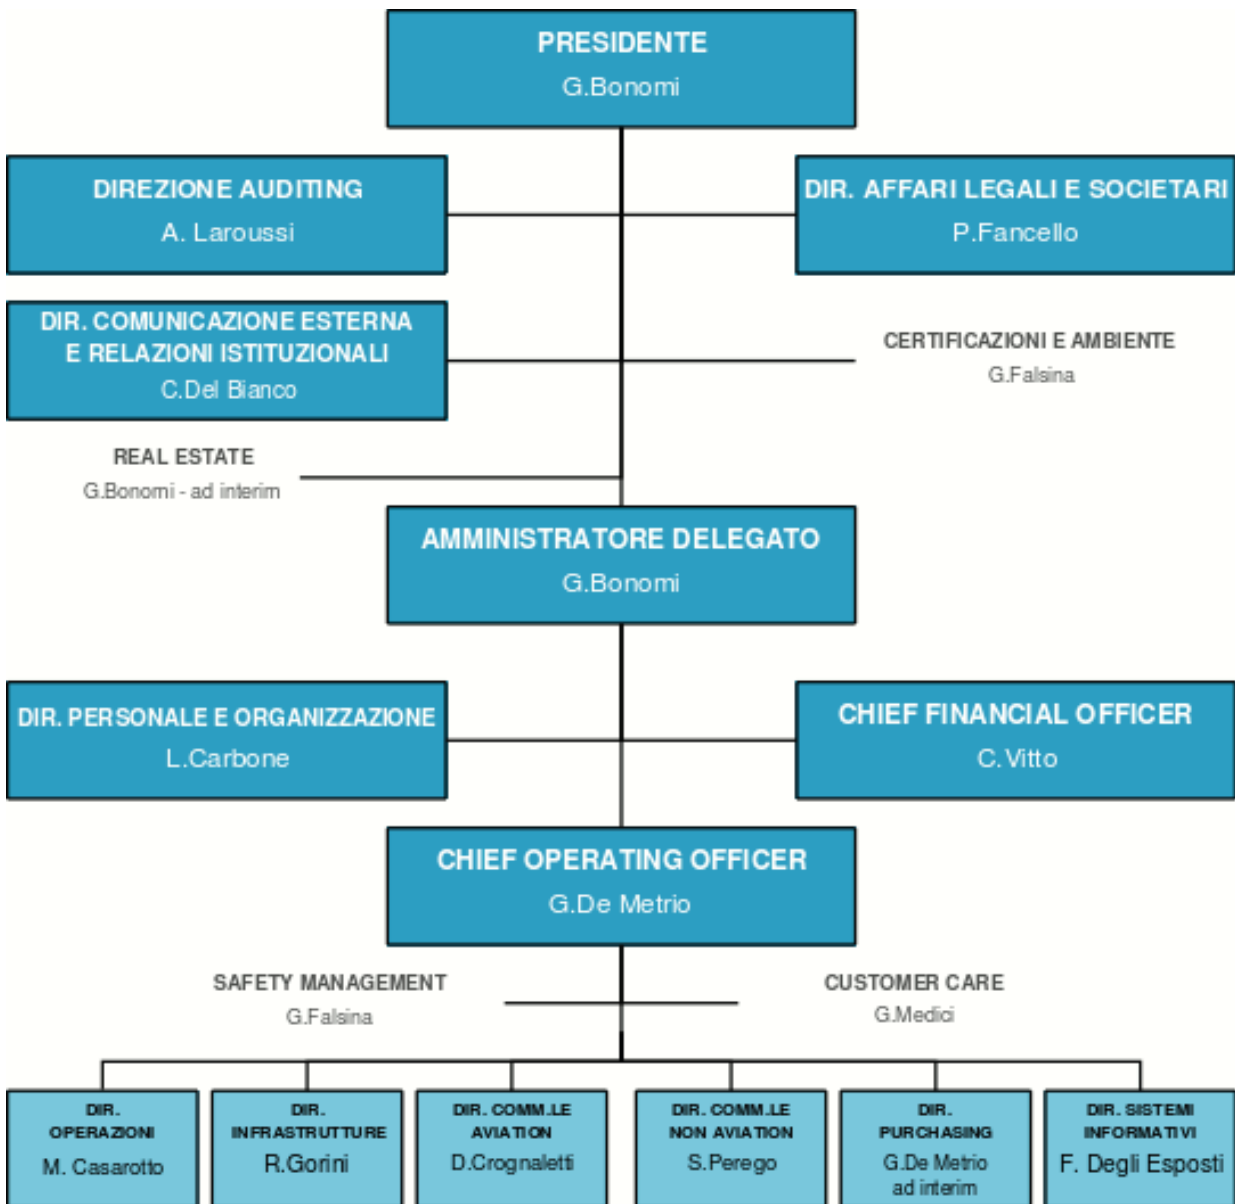 PRESIDENTE
G.Bonomi
DIREZIONE AUDITING
A. Laroussi
DIR. AFFARI LEGALI E SOCIETARI
P.Fancello
DIR. COMUNICAZIONE ESTERNA
E RELAZIONI ISTITUZIONALI
C.Del Bianco
CERTIFICAZIONI E AMBIENTE
G.Falsina
REAL ESTATE
G.Bonomi - ad interim
AMMINISTRATORE DELEGATO
G.Bonomi
DIR. PERSONALE E ORGANIZZAZIONE
L.Carbone
CHIEF FINANCIAL OFFICER
C.Vitto
CHIEF OPERATING OFFICER
G.De Metrio
SAFETY MANAGEMENT
G.Falsina
CUSTOMER CARE
G.Medici
DIR.
OPERAZIONI
M. Casarotto
DIR.
INFRASTRUTTURE
R.Gorini
DIR. COMM.LE
AVIATION
D.Crognaletti
DIR. COMM.LE
NON AVIATION
S.Perego
DIR.
PURCHASING
G.De Metrio
ad interim
DIR. SISTEMI
INFORMATIVI
F. Degli Esposti